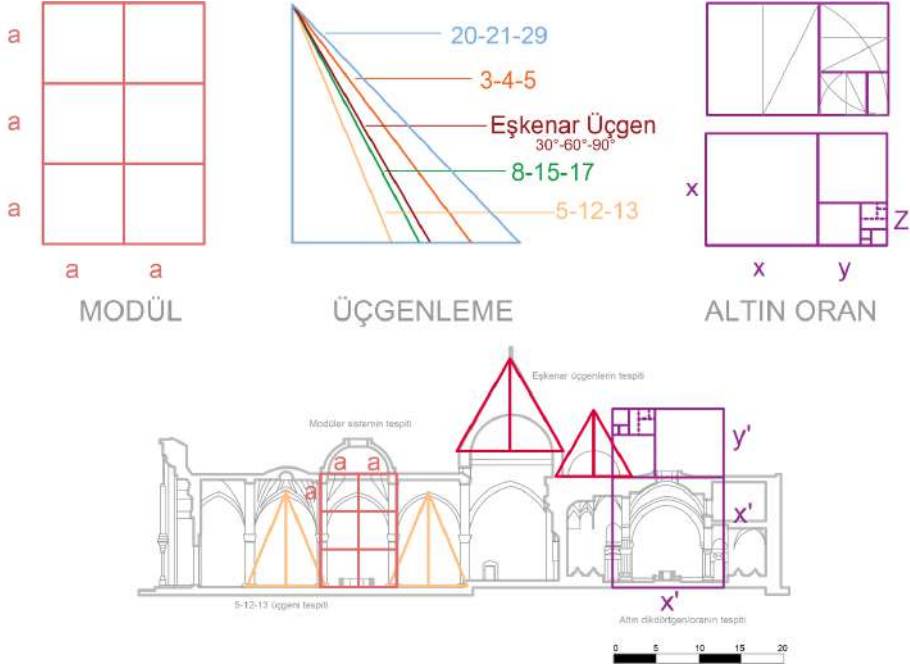 a
a
a
a a
MODÜL
20-21-29
3-4-5
Eşkenar Üçgen
30°-60°-90°
8-15-17
5-12-13
ÜÇGENLEME
x
Z
x y
ALTIN ORAN
Eşkenar üçgenlerin tespiti
Modüler sistemin tespiti
a a
a
y'
x'
x'
5-12-13 üçgeni tespiti
Altın dikdörtgen/oranın tespiti
0 5 10 15 20